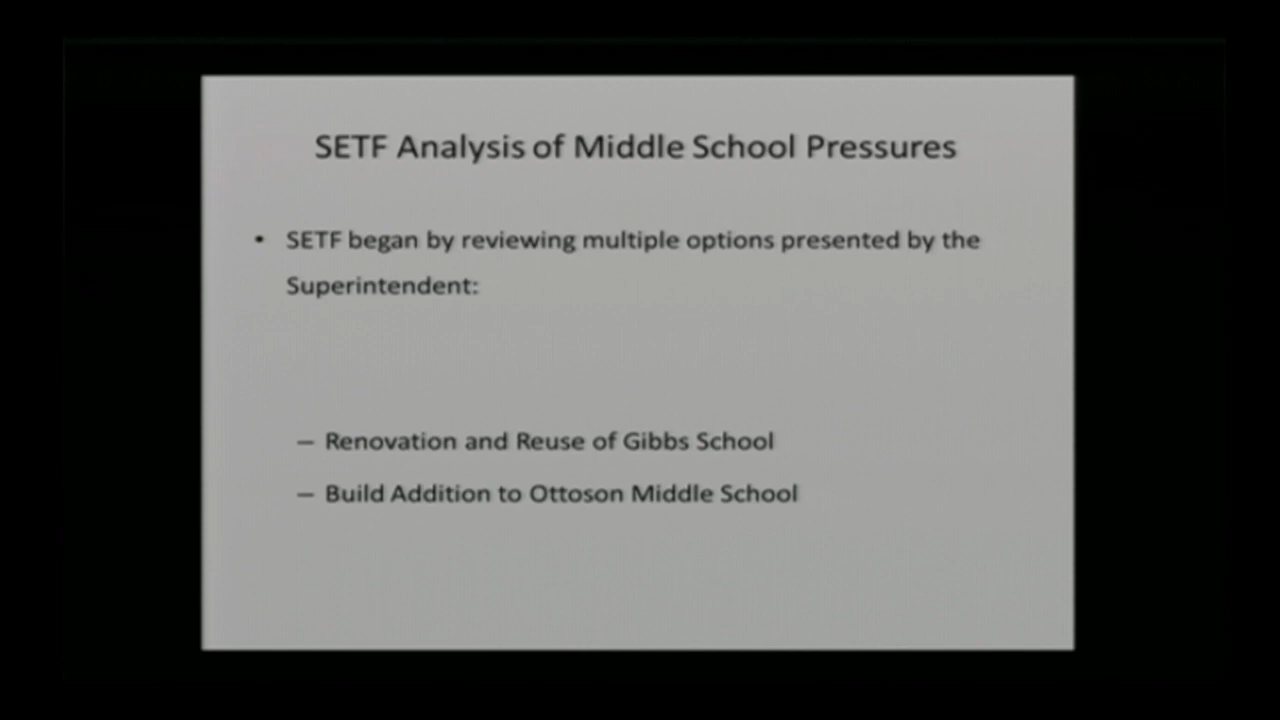 SETF Analysis of Middle School Pressures
• SETF began by reviewing multiple options presented by the
Superintendent:
– Renovation and Reuse of Gibbs School
– Build Addition to Ottoson Middle School